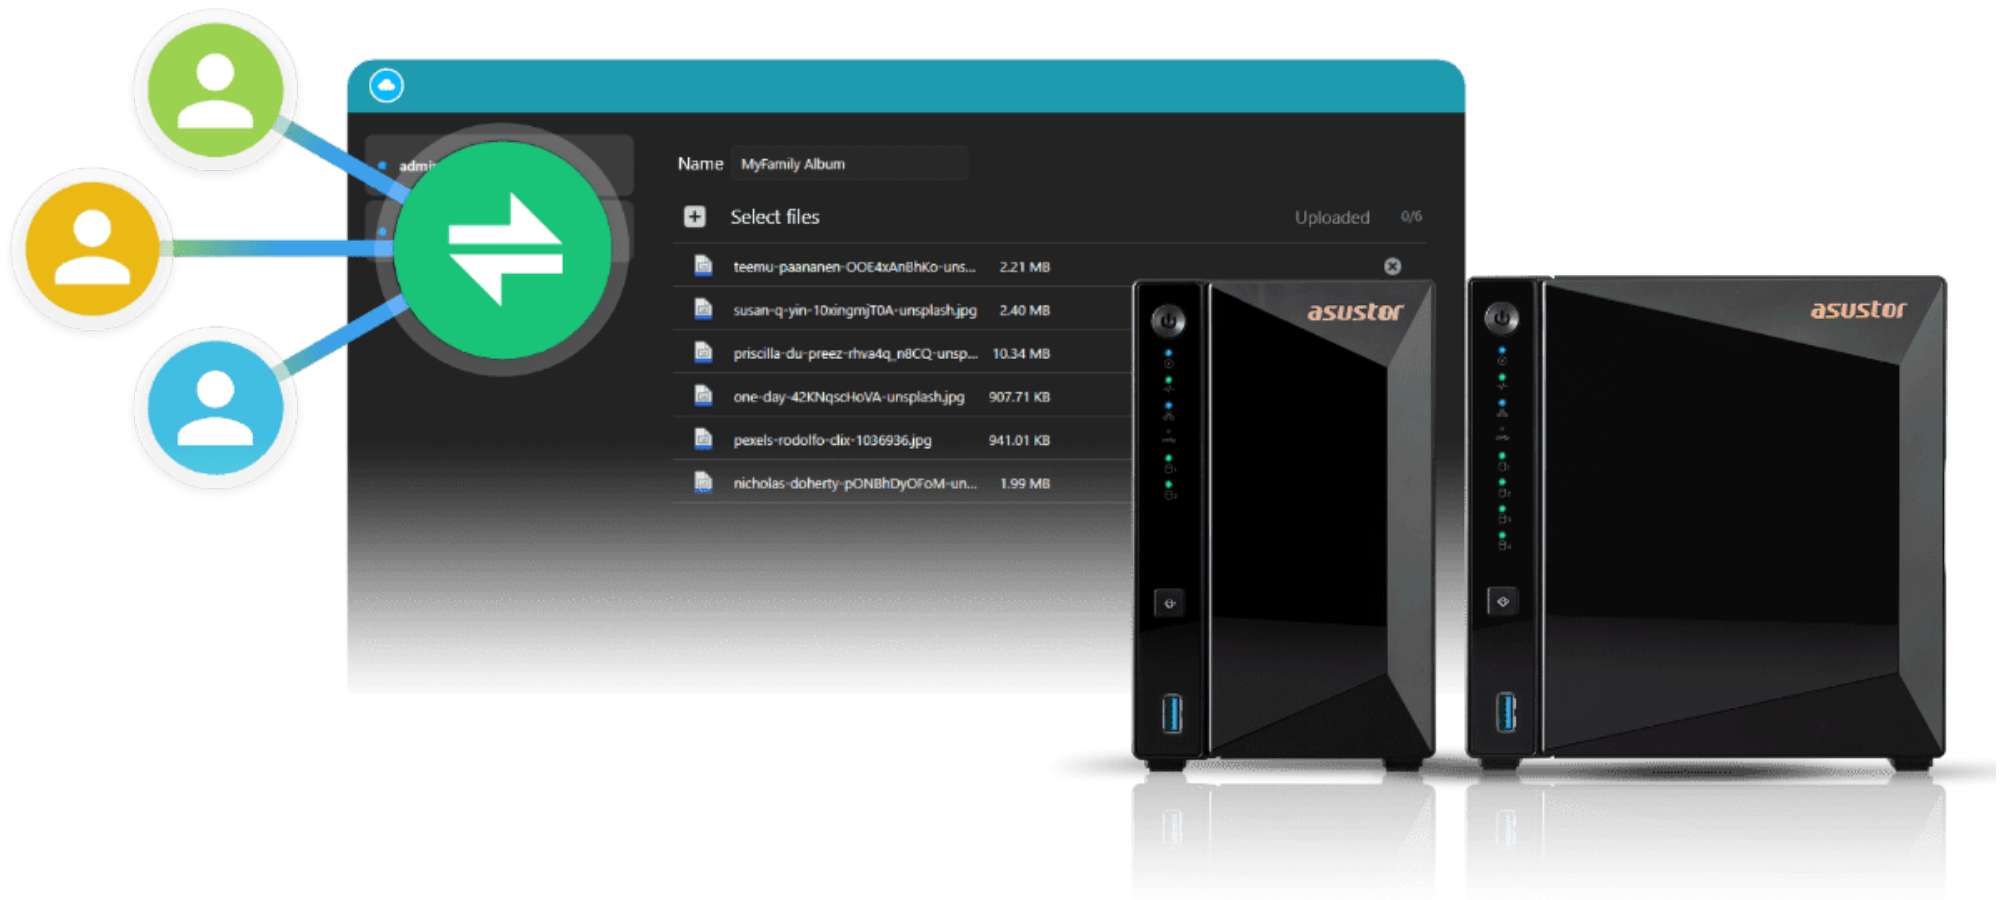 Name MyFamily Album
Select files Uploaded 0/6
teemu-paananen-OOE4xAnBhKo-uns... 2.21 MB
susan-q-yin-10xingmjT0A-unsplash.jpg 2.40 MB
priscilla-du-preez-rhva4q_n8CQ-unsp... 10.34 MB
one-day-42KNqscHoVA-unsplash.jpg 907.71 KB
pexels-rodolfo-clix-1036936.jpg 941.01 KB
nicholas-doherty-pONBhDyOFoM-un... 1.99 MB
asustor
asustor